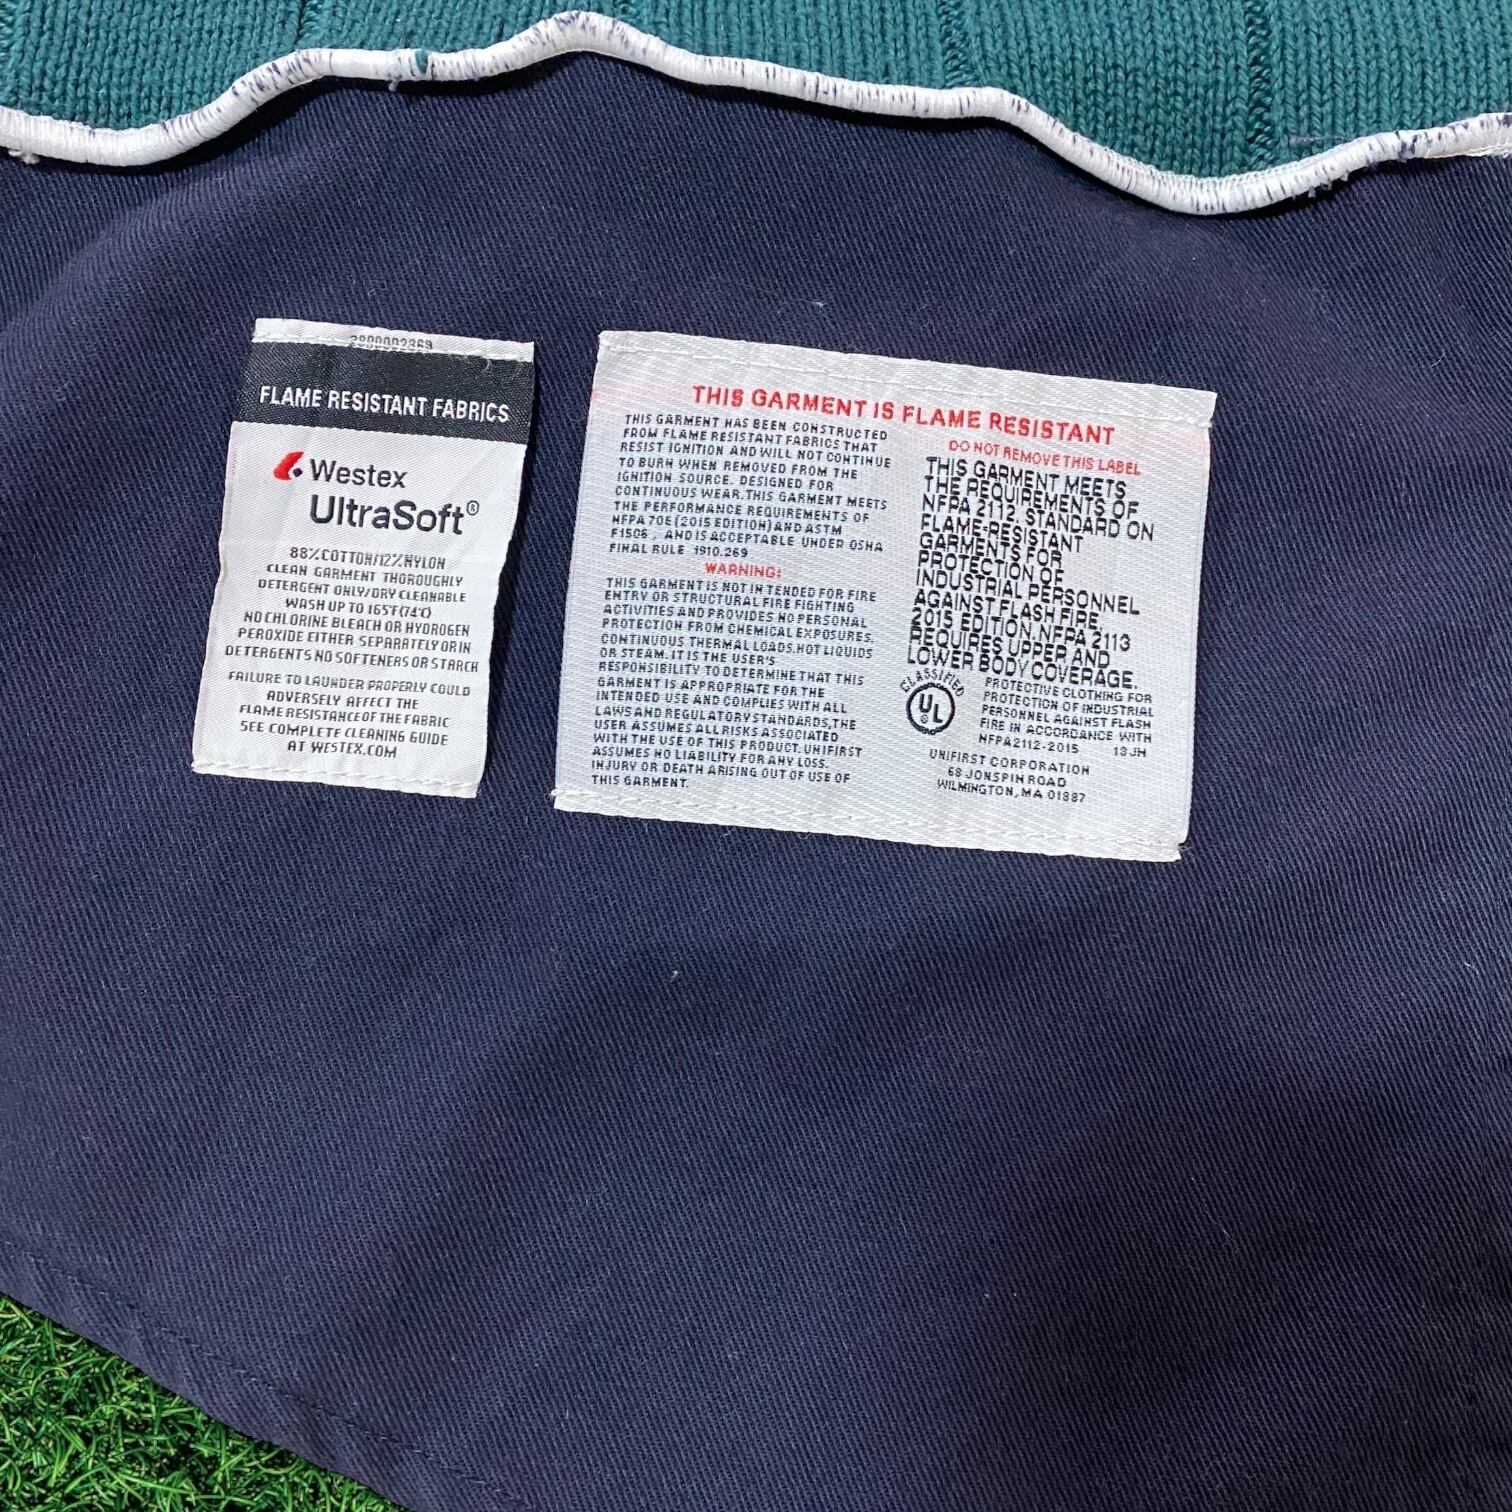 2900002369
FLAME RESISTANT FABRICS
Westex
UltraSoft®
88%COTTON/12%NYLON
CLEAN GARMENT THOROUGHLY
DETERGENT ONLY/DRY CLEANABLE
WASH UP TO 165°F(74°C)
NO CHLORINE BLEACH OR HYDROGEN
PEROXIDE EITHER SEPARATELY OR IN
DETERGENTS NO SOFTENERS OR STARCH
FAILURE TO LAUNDER PROPERLY COULD
ADVERSELY AFFECT THE
FLAME RESISTANCE OF THE FABRIC
SEE COMPLETE CLEANING GUIDE
AT WESTEX.COM
THIS GARMENT IS FLAME RESISTANT
THIS GARMENT HAS BEEN CONSTRUCTED
FROM FLAME RESISTANT FABRICS THAT
RESIST IGNITION AND WILL NOT CONTINUE
TO BURN WHEN REMOVED FROM THE
IGNITION SOURCE. DESIGNED FOR
CONTINUOUS WEAR.THIS GARMENT MEETS
THE PERFORMANCE REQUIREMENTS OF
NFPA 70E(2015 EDITION)AND ASTM
F1506 , AND IS ACCEPTABLE UNDER OSHA
FINAL RULE 1910.269
WARNING:
THIS GARMENT IS NOT INTENDED FOR FIRE
ENTRY OR STRUCTURAL FIRE FIGHTING
ACTIVITIES AND PROVIDES NO PERSONAL
PROTECTION FROM CHEMICAL EXPOSURES,
CONTINUOUS THERMAL LOADS,HOT LIQUIDS
OR STEAM.IT IS THE USER'S
RESPONSIBILITY TO DETERMINE THAT THIS
GARMENT IS APPROPRIATE FOR THE
INTENDED USE AND COMPLIES WITH ALL
LAWS AND REGULATORY STANDARDS,THE
USER ASSUMES ALL RISKS ASSOCIATED
WITH THE USE OF THIS PRODUCT. UNIFIRST
ASSUMES NO LIABILITY FOR ANY LOSS.
INJURY OR DEATH ARISING OUT OF USE OF
THIS GARMENT.
DO NOT REMOVE THIS LABEL
THIS GARMENT MEETS
THE REQUIREMENTS OF
NFPA 2112, STANDARD ON
FLAME-RESISTANT
GARMENTS FOR
PROTECTION OF
INDUSTRIAL PERSONNEL
AGAINST FLASH FIRE,
2015 EDITION. NFPA 2113
REQUIRES UPPER AND
LOWER BODY COVERAGE.
CLASSIFIED
UL®
PROTECTIVE CLOTHING FOR
PROTECTION OF INDUSTRIAL
PERSONNEL AGAINST FLASH
FIRE IN ACCORDANCE WITH
NFPA2112-2015 13JH
UNIFIRST CORPORATION
68 JONSPIN ROAD
WILMINGTON, MA 01887